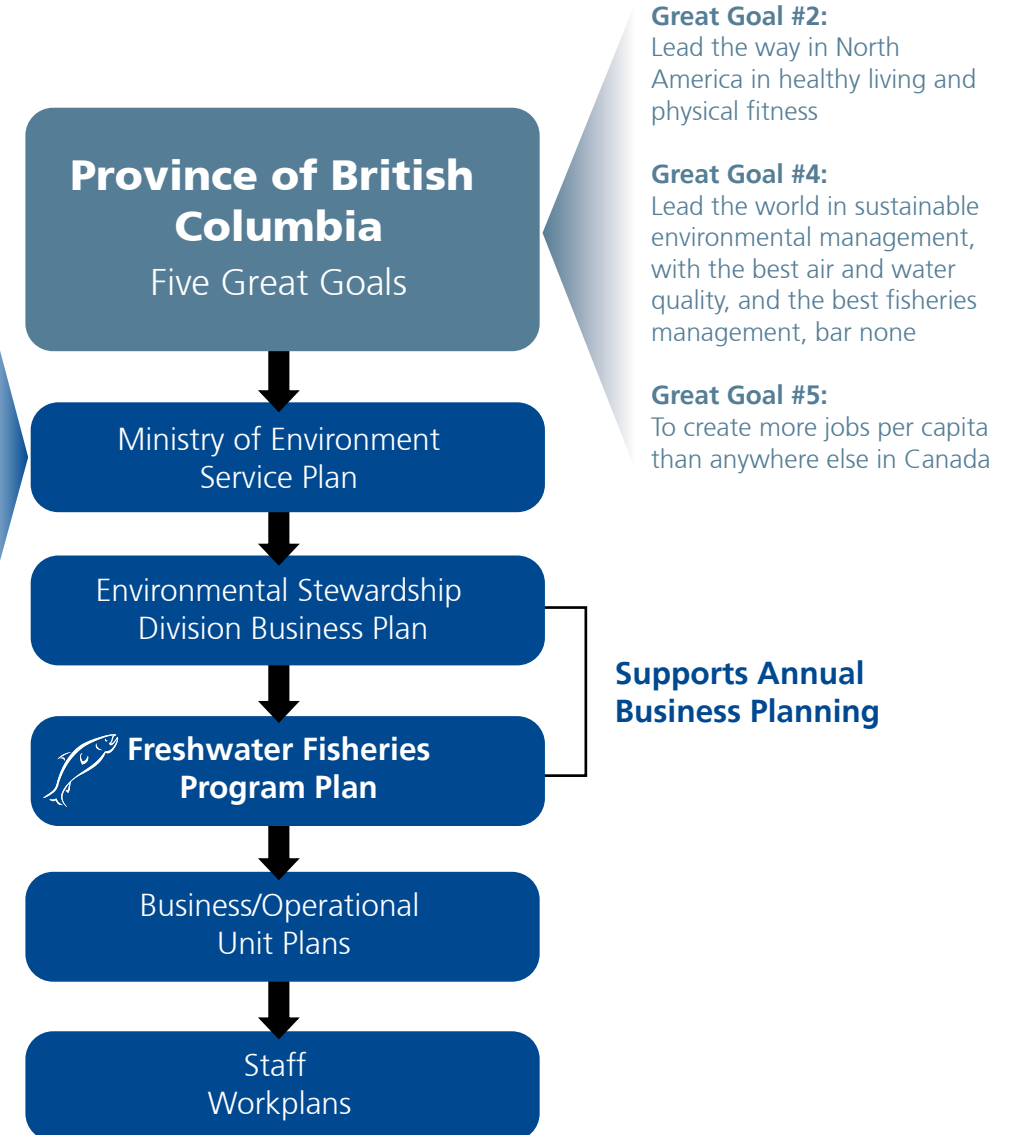 Province of British
Columbia
Five Great Goals
Great Goal #2:
Lead the way in North
America in healthy living and
physical fitness
Great Goal #4:
Lead the world in sustainable
environmental management,
with the best air and water
quality, and the best fisheries
management, bar none
Great Goal #5:
To create more jobs per capita
than anywhere else in Canada
Ministry of Environment
Service Plan
Environmental Stewardship
Division Business Plan
Supports Annual
Business Planning
Freshwater Fisheries
Program Plan
Business/Operational
Unit Plans
Staff
Workplans